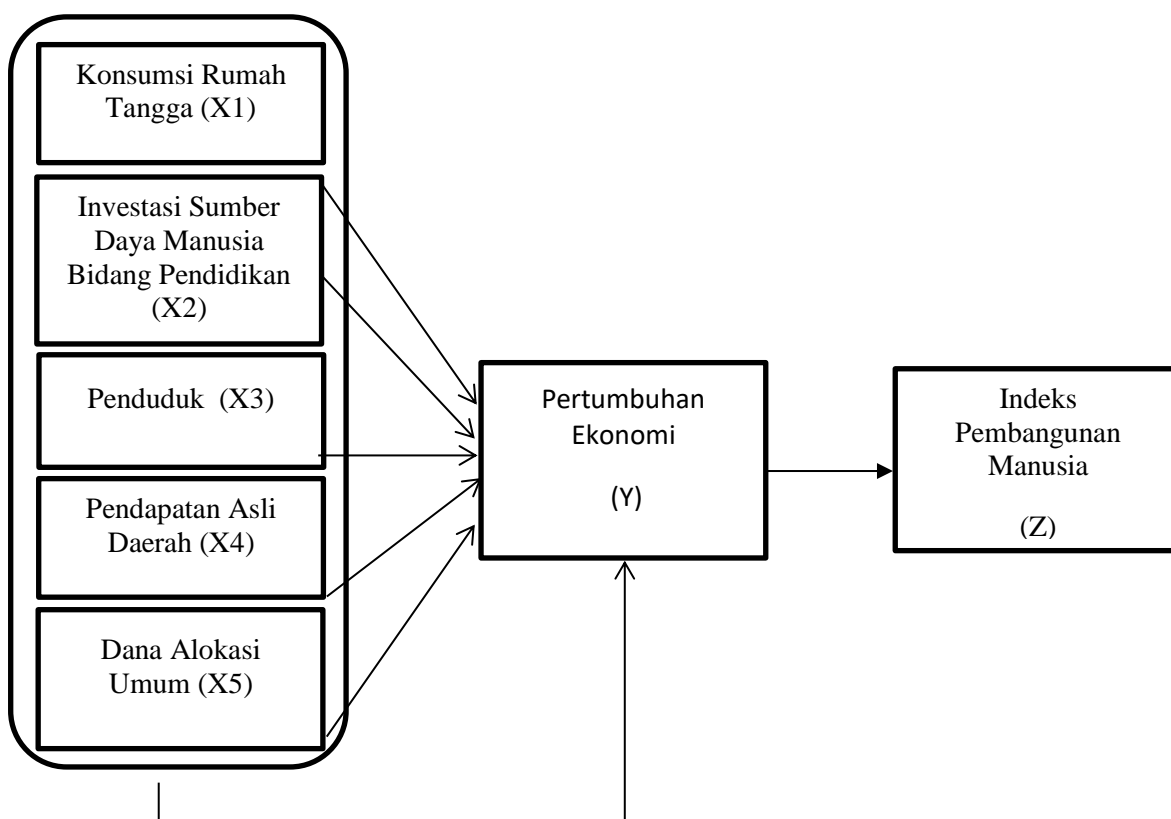 Konsumsi Rumah
Tangga (X1)
Investasi Sumber
Daya Manusia
Bidang Pendidikan
(X2)
Penduduk (X3)
Pendapatan Asli
Daerah (X4)
Dana Alokasi
Umum (X5)
Pertumbuhan
Ekonomi
(Y)
Indeks
Pembangunan
Manusia
(Z)